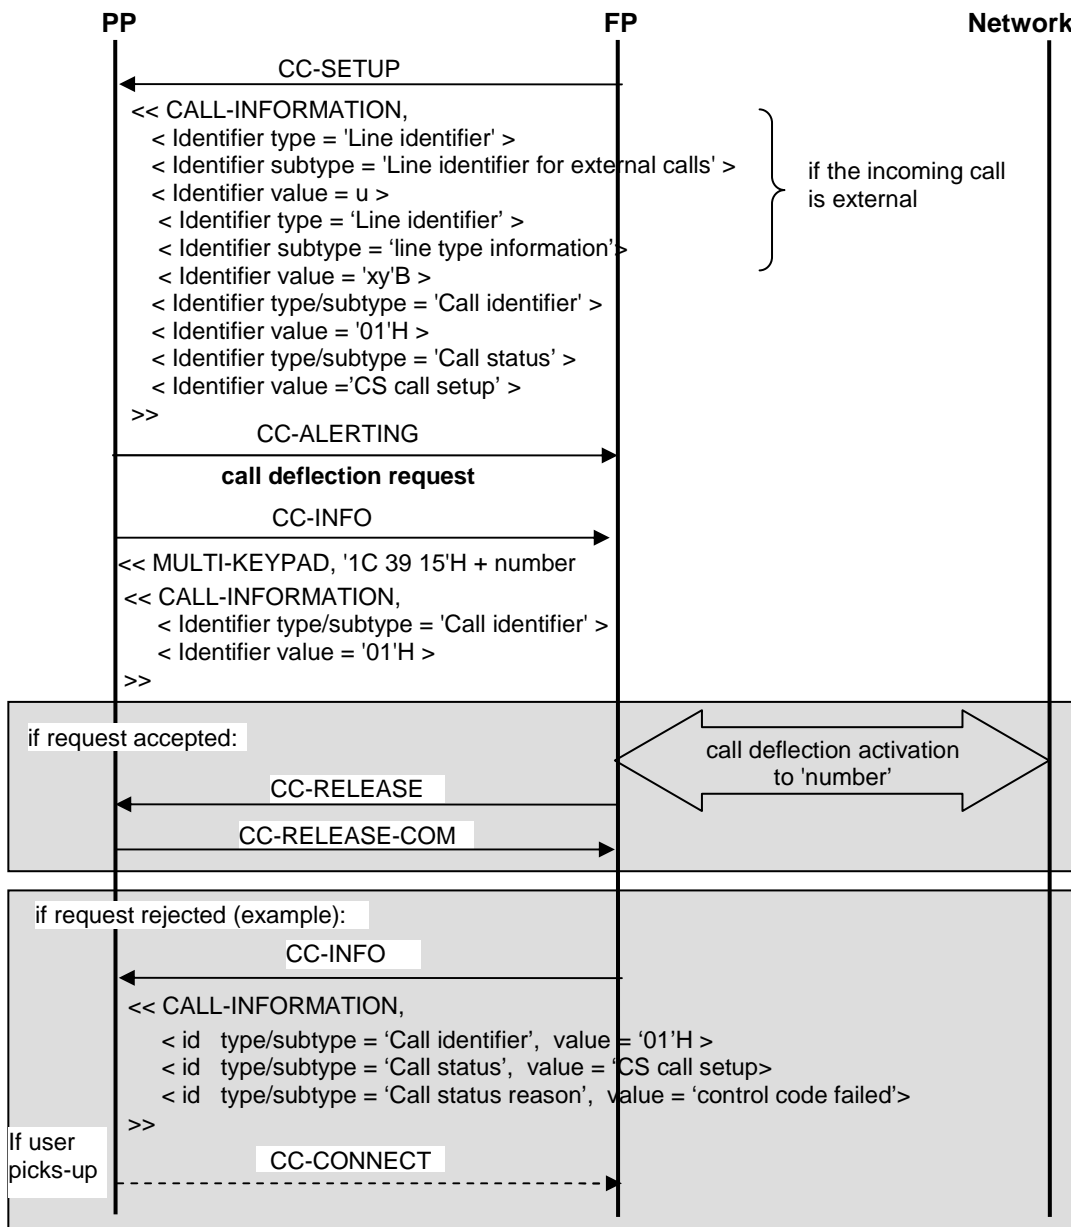 PP FP Network
CC-SETUP
<< CALL-INFORMATION,
< Identifier type = 'Line identifier' >
< Identifier subtype = 'Line identifier for external calls' >
< Identifier value = u >
< Identifier type = ‘Line identifier’ >
< Identifier subtype = ‘line type information’>
< Identifier value = 'xy'B >
if the incoming call
is external
< Identifier type/subtype = 'Call identifier' >
< Identifier value = '01'H >
< Identifier type/subtype = 'Call status’ >
< Identifier value =’CS call setup’ >
>>
CC-ALERTING
call deflection request
CC-INFO
<< MULTI-KEYPAD, '1C 39 15'H + number
<< CALL-INFORMATION,
< Identifier type/subtype = 'Call identifier' >
< Identifier value = '01'H >
>>
if request accepted:
call deflection activation
to 'number’
CC-RELEASE
CC-RELEASE-COM
if request rejected (example):
CC-INFO
<< CALL-INFORMATION,
< id type/subtype = ‘Call identifier’, value = ‘01’H >
< id type/subtype = ‘Call status’, value = ‘CS call setup>
< id type/subtype = ‘Call status reason’, value = ‘control code failed’>
>>
If user
picks-up
CC-CONNECT